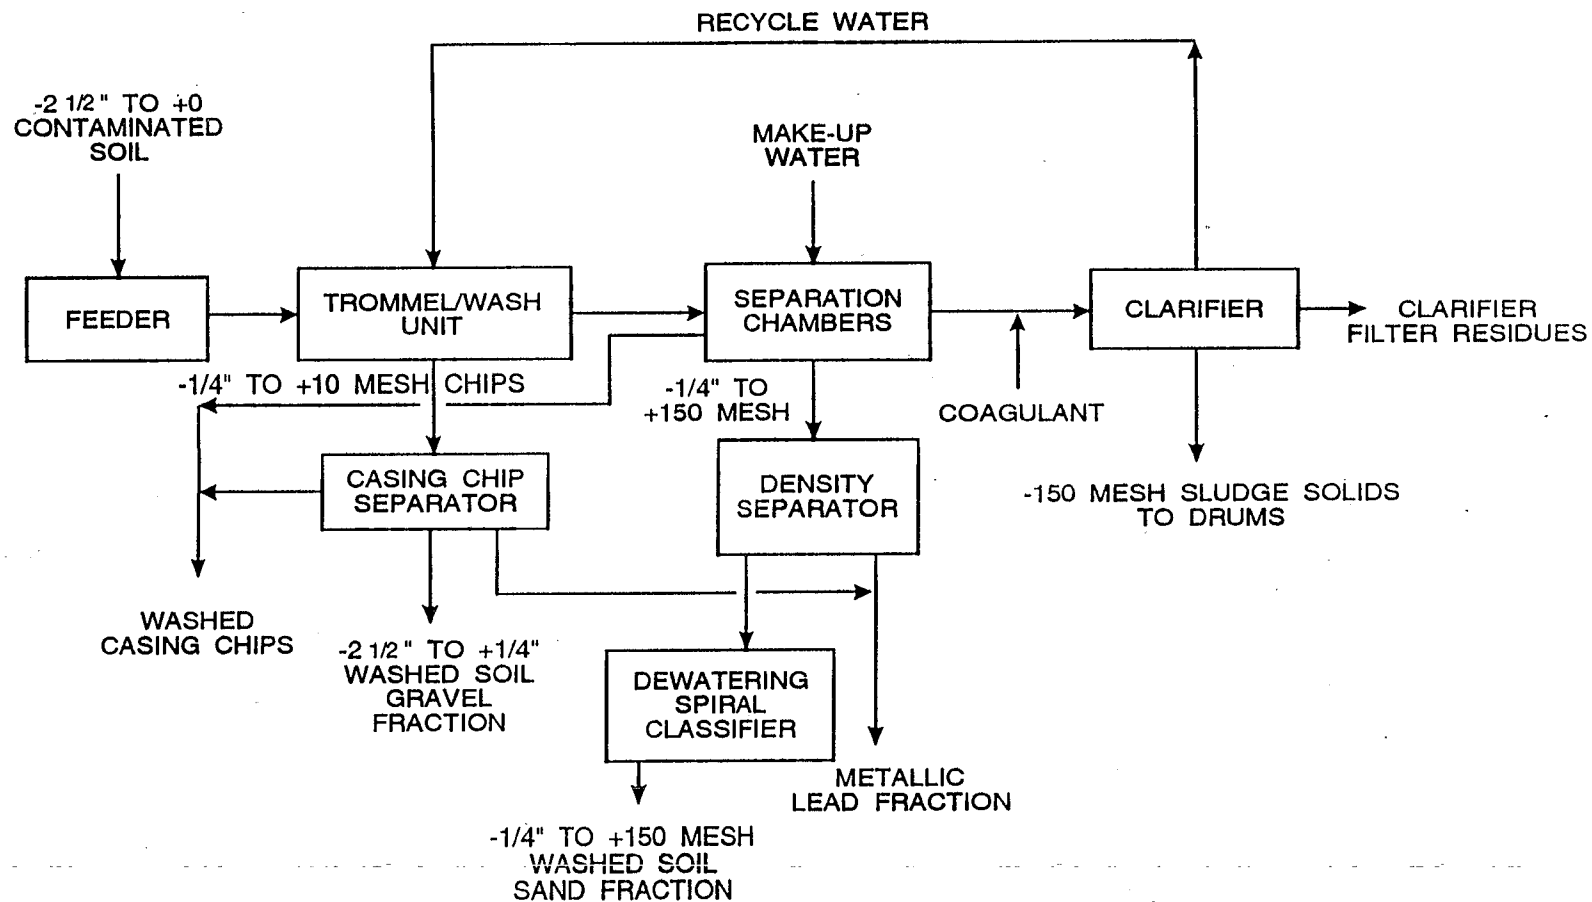 RECYCLE WATER
-2 1/2" TO +0
CONTAMINATED
SOIL
MAKE-UP
WATER
FEEDER
TROMMEL/WASH
UNIT
SEPARATION
CHAMBERS
CLARIFIER
CLARIFIER
FILTER RESIDUES
-1/4" TO +10 MESH CHIPS
-1/4" TO
+150 MESH
COAGULANT
CASING CHIP
SEPARATOR
DENSITY
SEPARATOR
-150 MESH SLUDGE SOLIDS
TO DRUMS
WASHED
CASING CHIPS
-2 1/2" TO +1/4"
WASHED SOIL
GRAVEL
FRACTION
DEWATERING
SPIRAL
CLASSIFIER
METALLIC
LEAD FRACTION
-1/4" TO +150 MESH
WASHED SOIL
SAND FRACTION